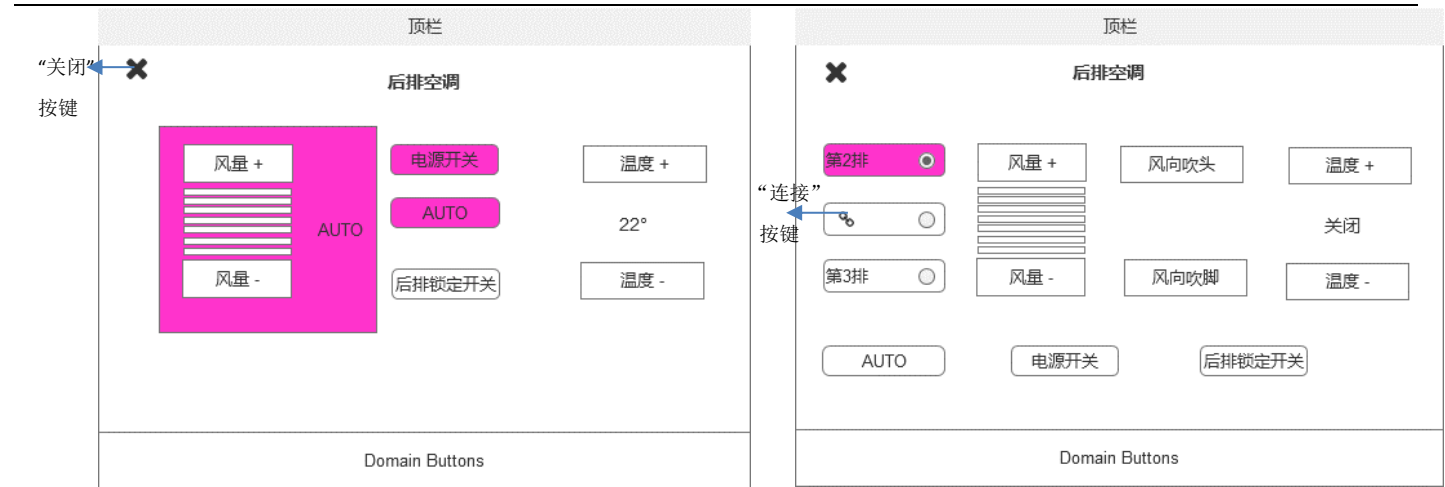 顶栏
“关闭”
按键
后排空调
风量 +
电源开关
温度 +
AUTO
AUTO
22°
风量 -
后排锁定开关
温度 -
Domain Buttons
顶栏
后排空调
第2排
风量 +
风向吹头
温度 +
“连接”
按键
关闭
第3排
风量 -
风向吹脚
温度 -
AUTO
电源开关
后排锁定开关
Domain Buttons